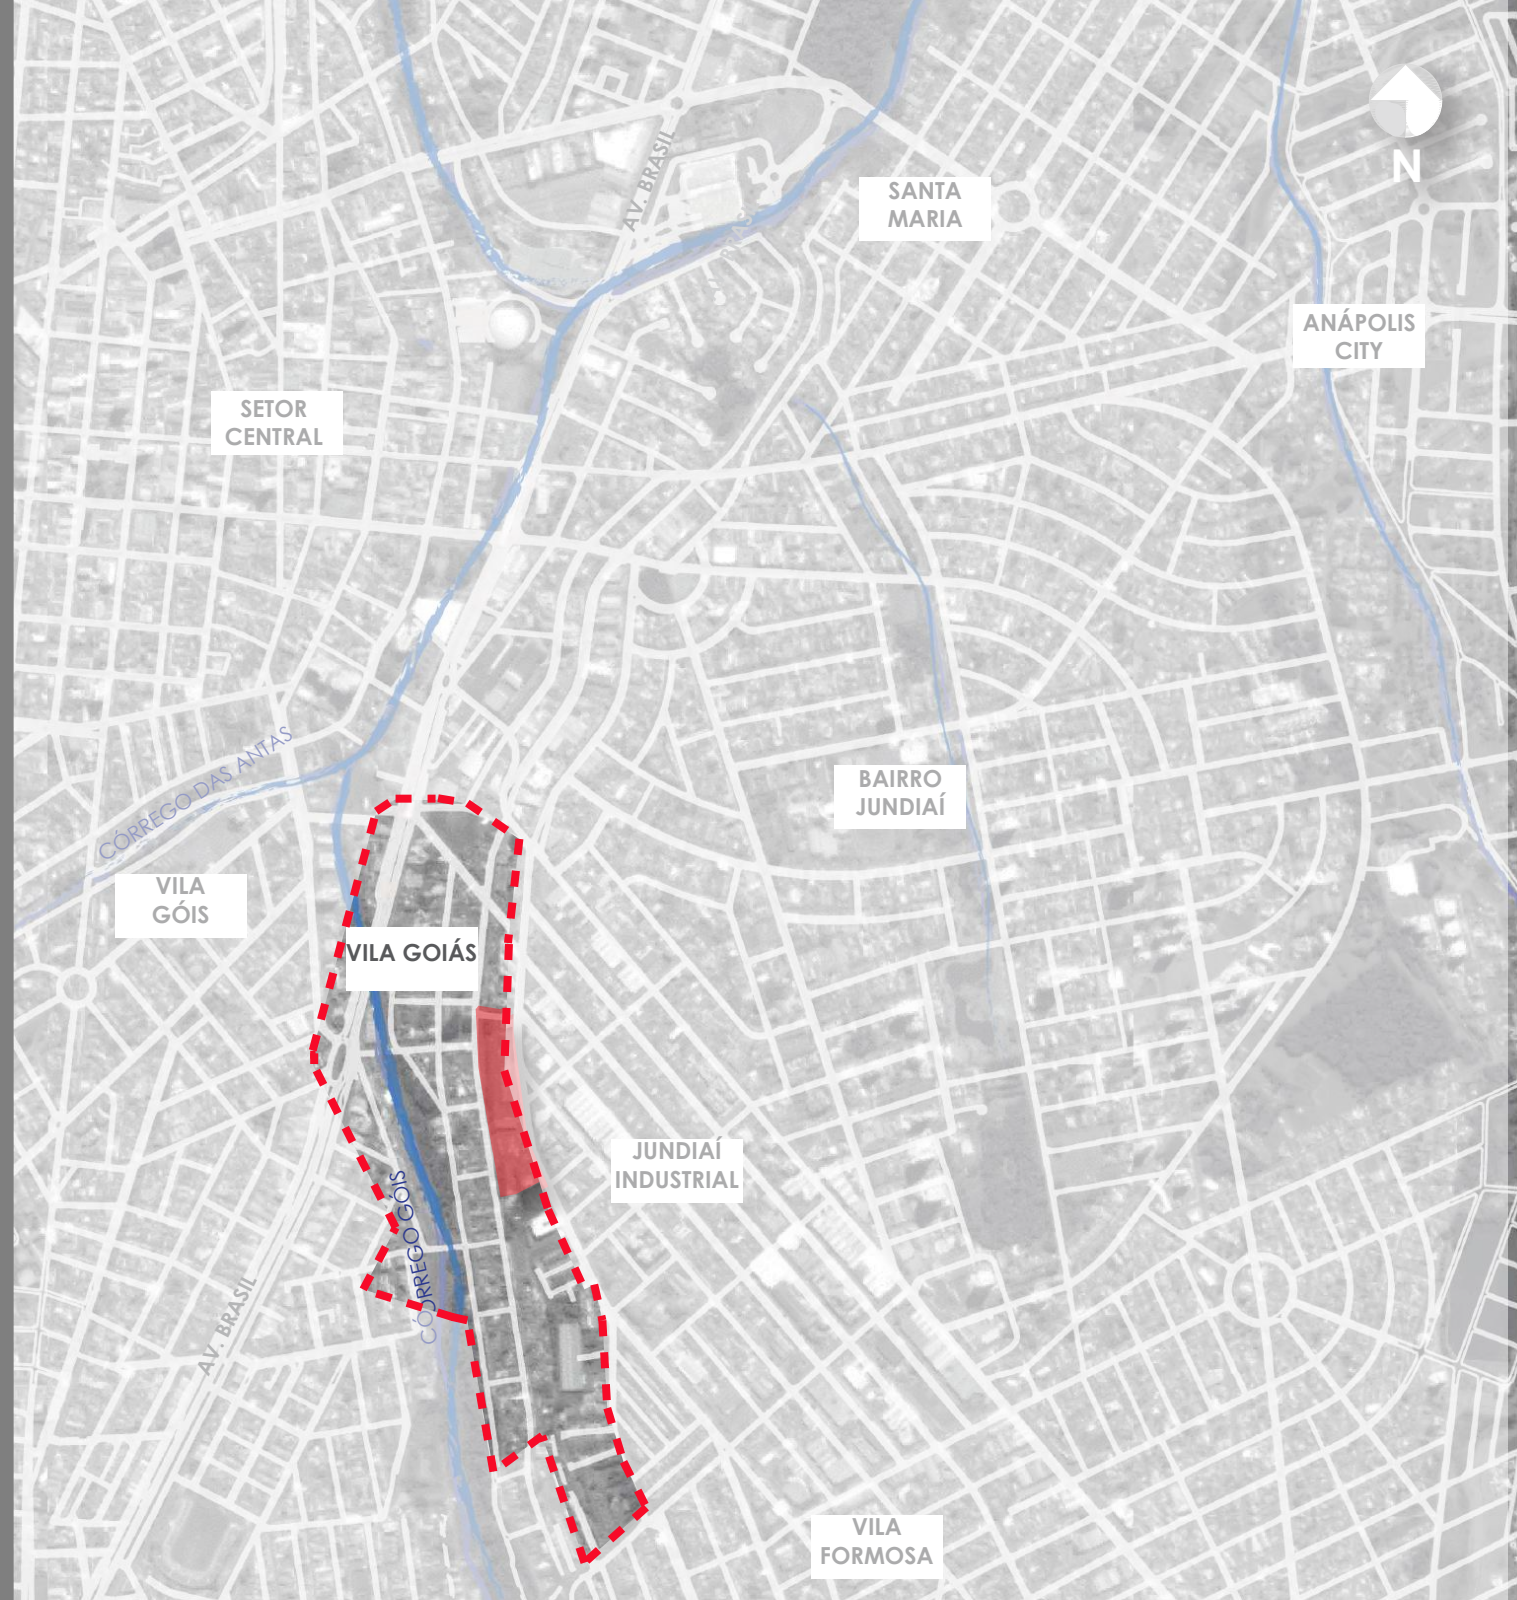 AV. BRASIL
N
SANTA
MARIA
ANÁPOLIS
CITY
SETOR
CENTRAL
CÓRREGO DAS ANTAS
BAIRRO
JUNDIAÍ
VILA
GÓIS
VILA GOIÁS
JUNDIAÍ
INDUSTRIAL
CÓRREGO GÓIS
AV. BRASIL
VILA
FORMOSA